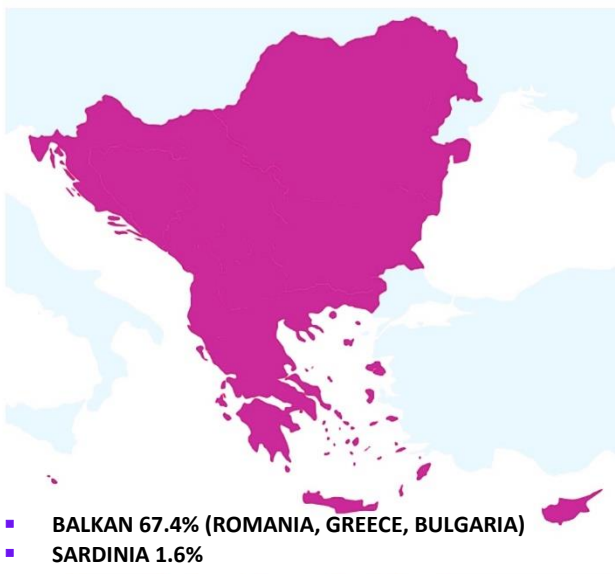 ▪ BALKAN 67.4% (ROMANIA, GREECE, BULGARIA)
▪ SARDINIA 1.6%